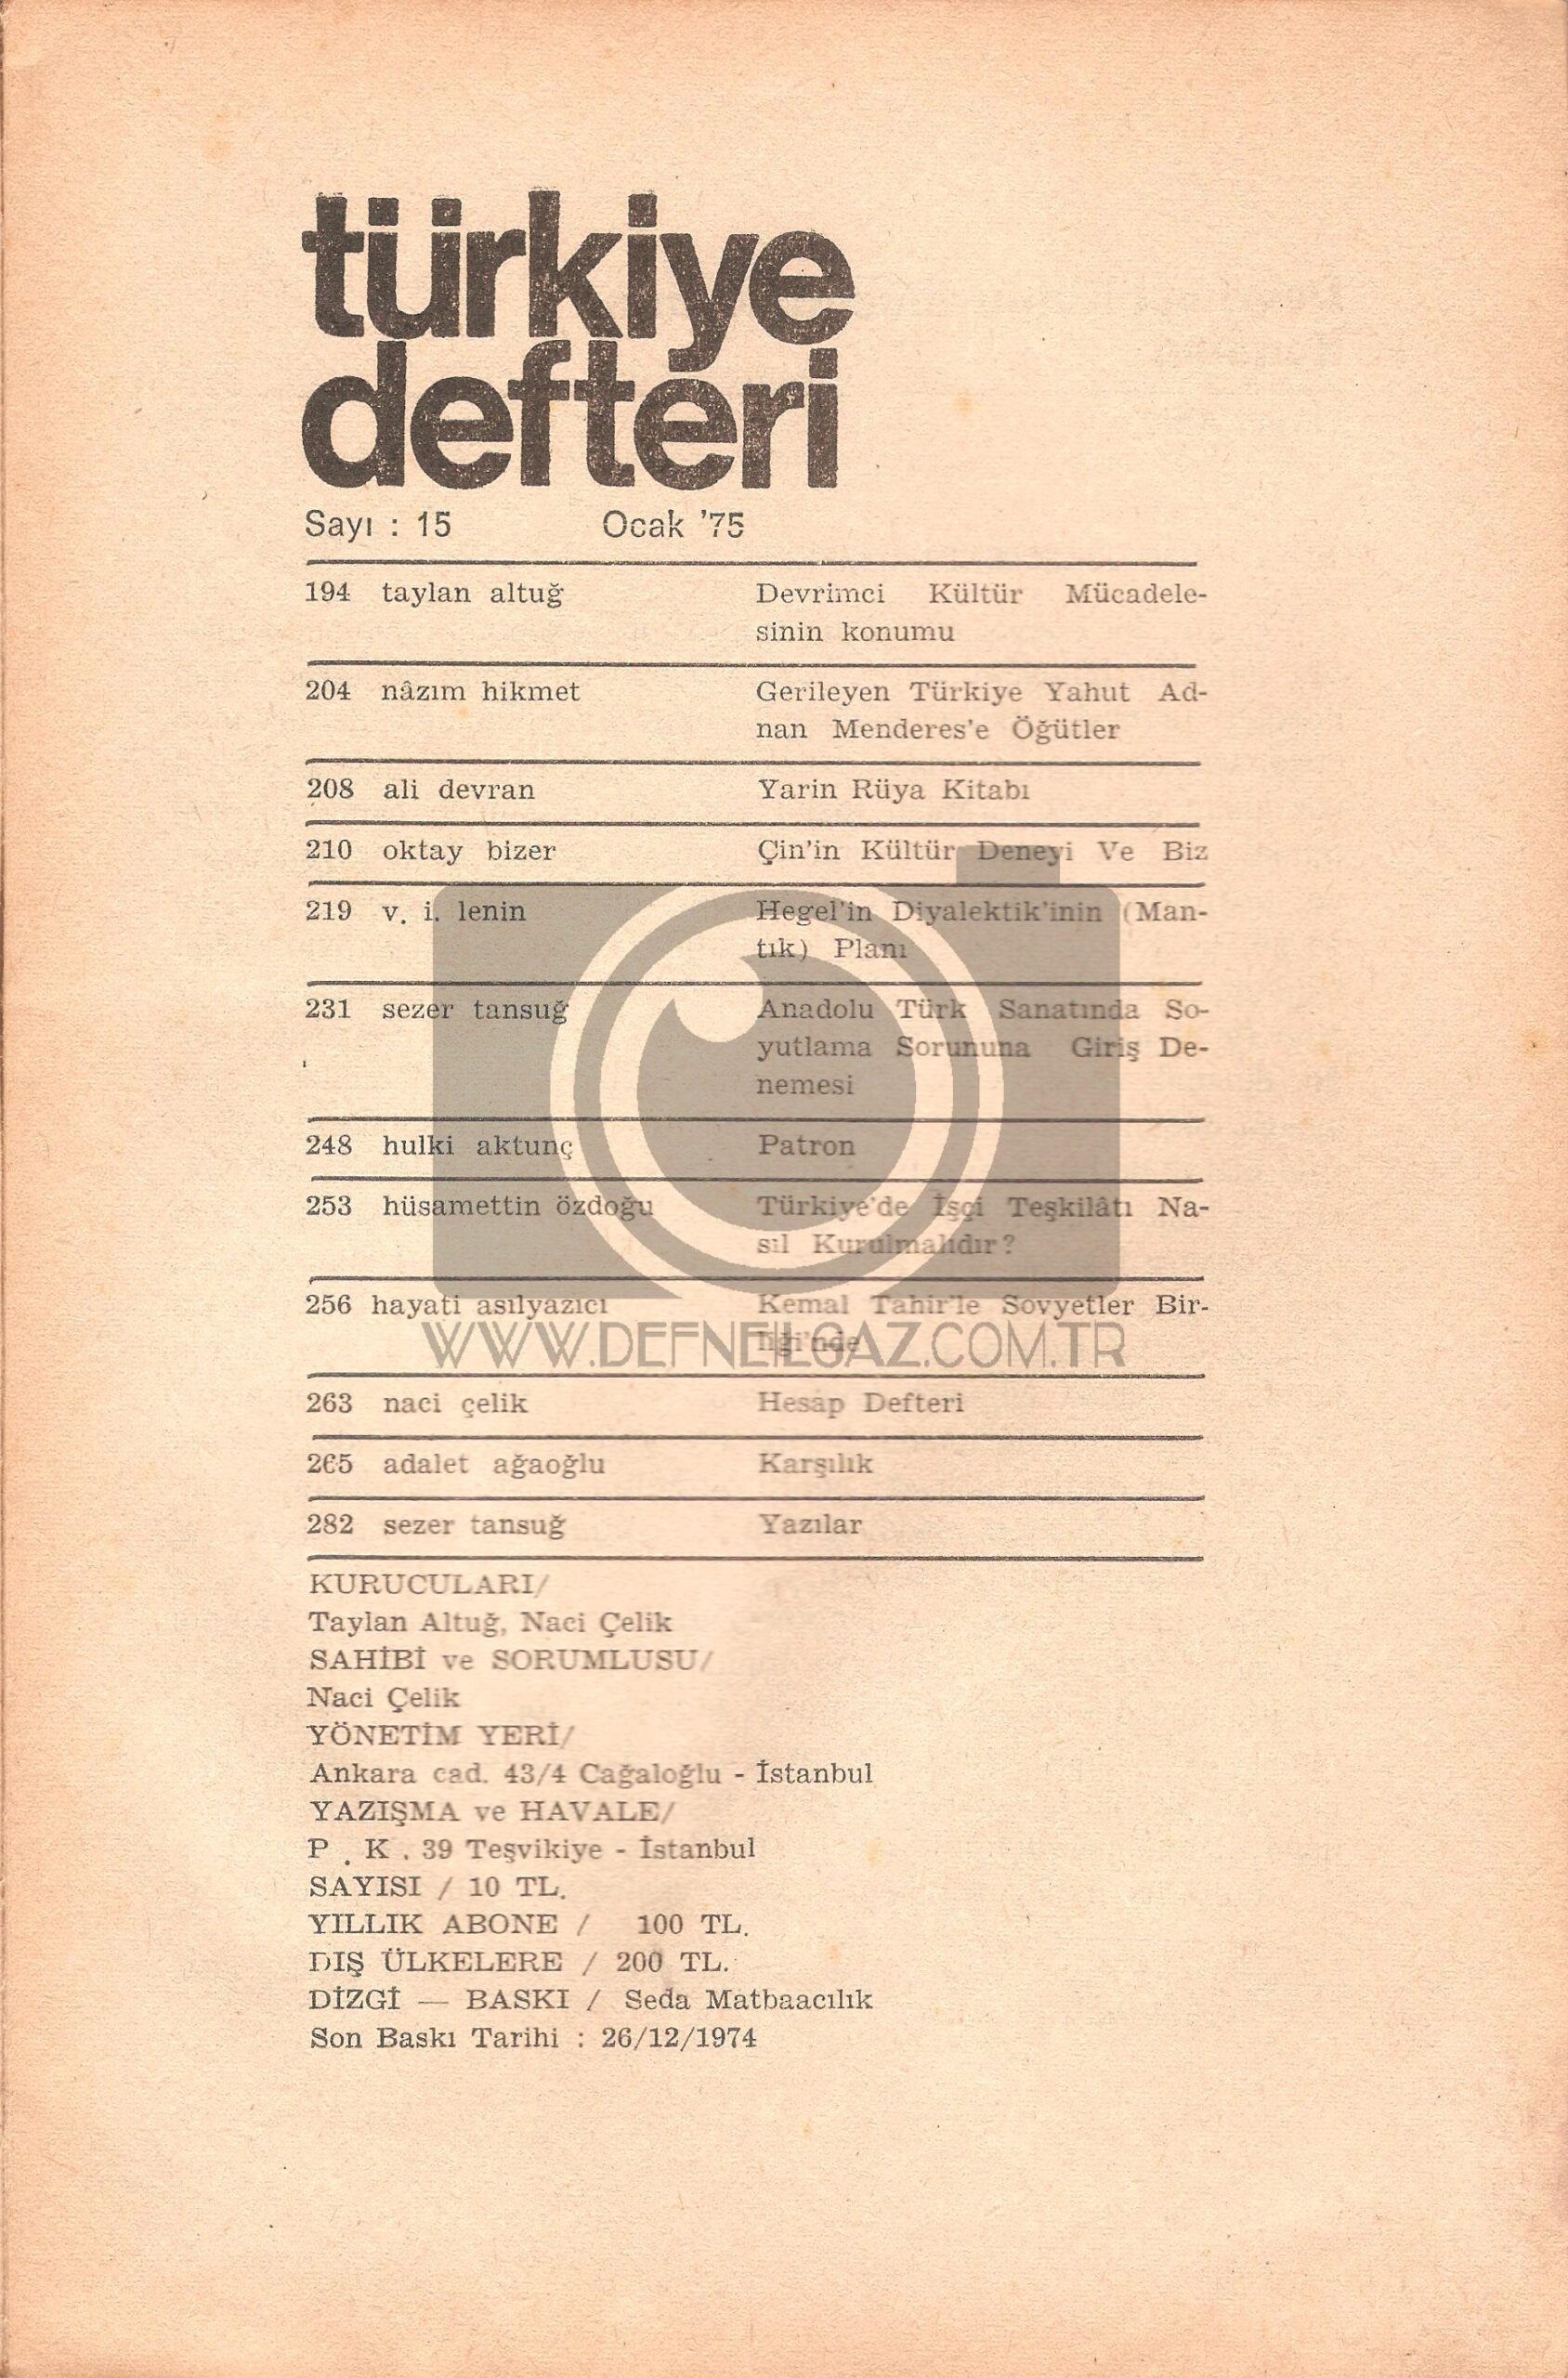 türkiye
defteri
Sayı : 15 Ocak '75
194 taylan altuğ Devrimci Kültür Mücadele-
sinin konumu
204 nâzım hikmet Gerileyen Türkiye Yahut Ad-
nan Menderes'e Öğütler
208 ali devran Yarin Rüya Kitabı
210 oktay bizer Çin'in Kültür Deneyi Ve Biz
219 v. i. lenin Hegel'in Diyalektik'inin (Man-
tık) Planı
231 sezer tansuğ Anadolu Türk Sanatında So-
yutlama Sorununa Giriş De-
nemesi
248 hulki aktunç Patron
253 hüsamettin özdoğu Türkiye'de İşçi Teşkilâtı Na-
sıl Kurulmalıdır?
256 hayati asılyazıcı Kemal Tahir'le Sovyetler Bir-
liği'nde
WWW.DEFNEILGAZ.COM.TR
263 naci çelik Hesap Defteri
265 adalet ağaoğlu Karşılık
282 sezer tansuğ Yazılar
KURUCULARI/
Taylan Altuğ, Naci Çelik
SAHİBİ ve SORUMLUSU/
Naci Çelik
YÖNETİM YERİ/
Ankara cad. 43/4 Cağaloğlu - İstanbul
YAZIŞMA ve HAVALE/
P . K . 39 Teşvikiye - İstanbul
SAYISI / 10 TL.
YILLIK ABONE / 100 TL.
DIŞ ÜLKELERE / 200 TL.
DİZGİ — BASKI / Seda Matbaacılık
Son Baskı Tarihi : 26/12/1974